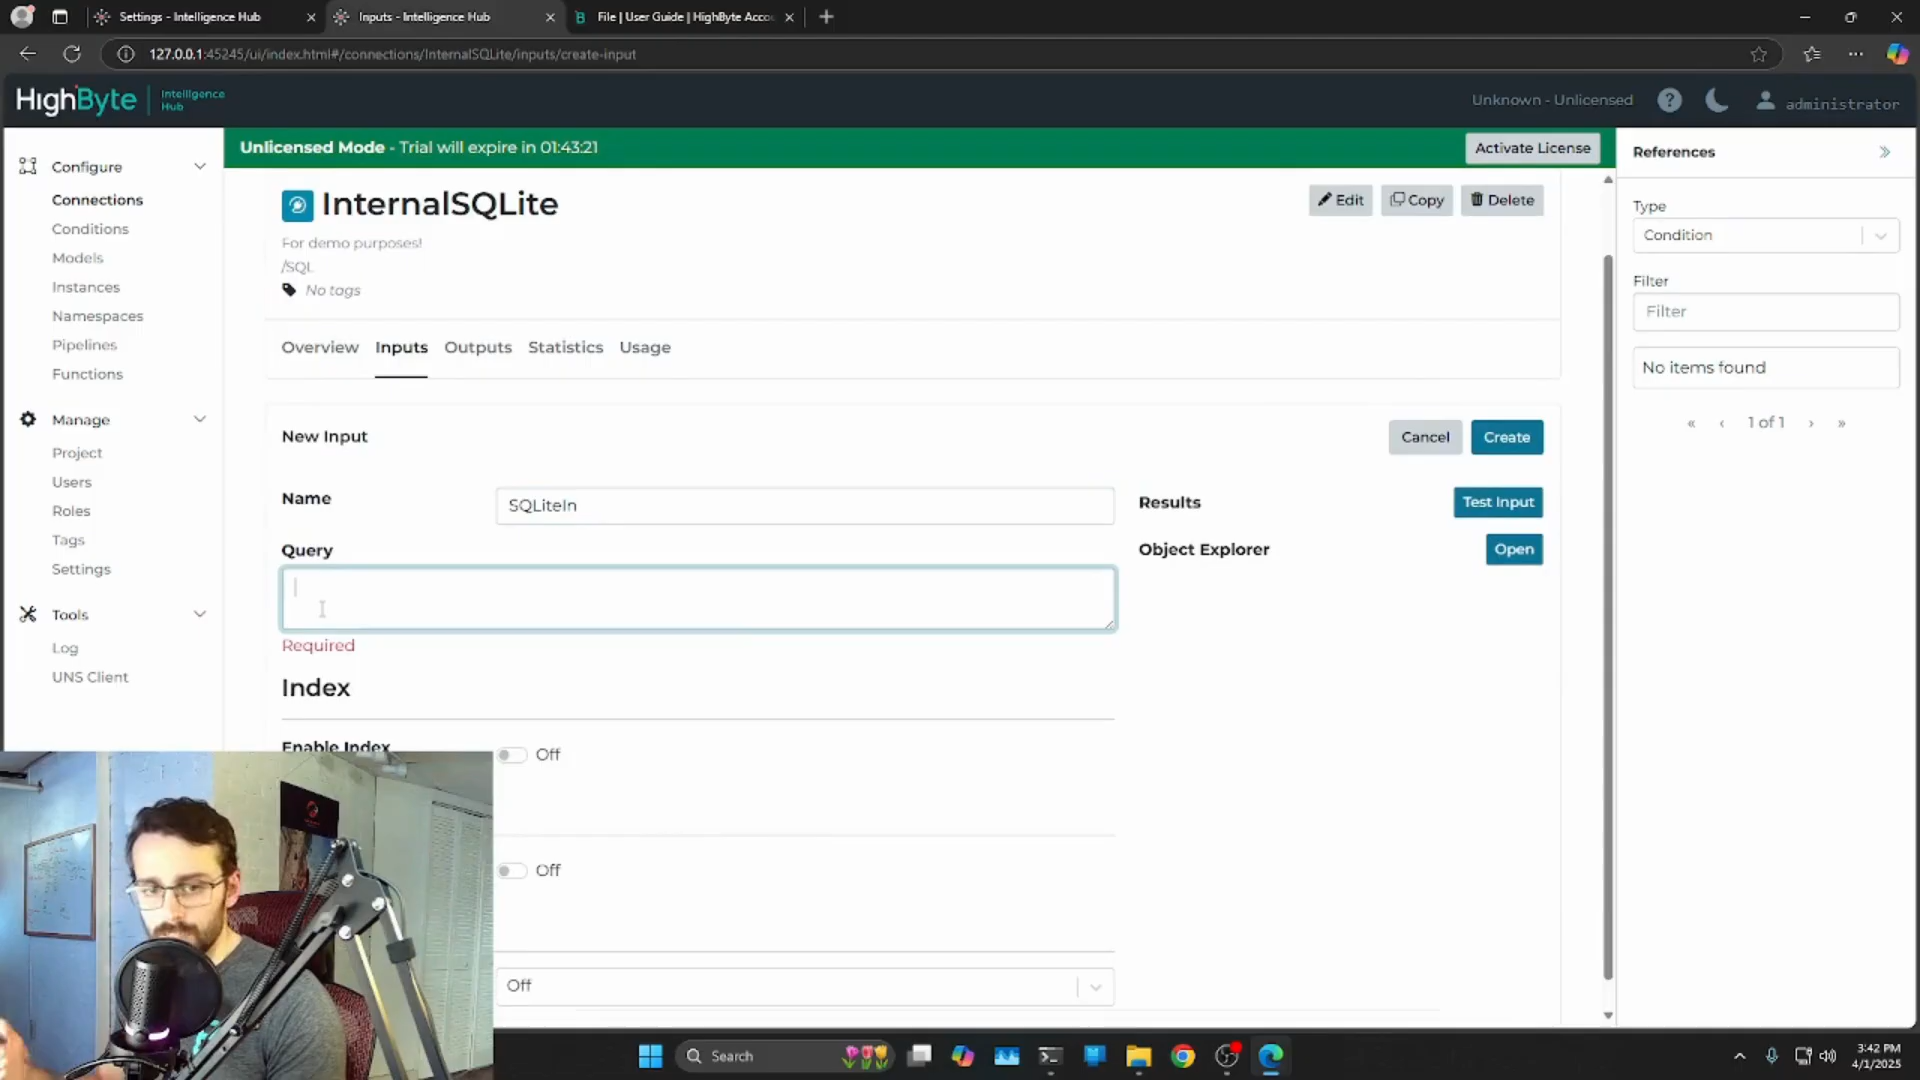 Settings - Intelligence Hub
Inputs - Intelligence Hub
File | User Guide | HighByte Acco
127.0.0.1:45245/ui/index.html#/connections/InternalSQLite/inputs/create-input
HighByte Intelligence Hub
Unknown - Unlicensed
administrator
Unlicensed Mode - Trial will expire in 01:43:21
Activate License
Configure
Connections
Conditions
Models
Instances
Namespaces
Pipelines
Functions
Manage
Project
Users
Roles
Tags
Settings
Tools
Log
UNS Client
InternalSQLite
Edit
Copy
Delete
For demo purposes!
/SQL
No tags
Overview
Inputs
Outputs
Statistics
Usage
New Input
Cancel
Create
Name
SQLiteIn
Query
Required
Index
Enable Index
Off
Off
Off
Results
Test Input
Object Explorer
Open
References
Type
Condition
Filter
Filter
No items found
« ‹ 1 of 1 › »
Search
3:42 PM
4/1/2025